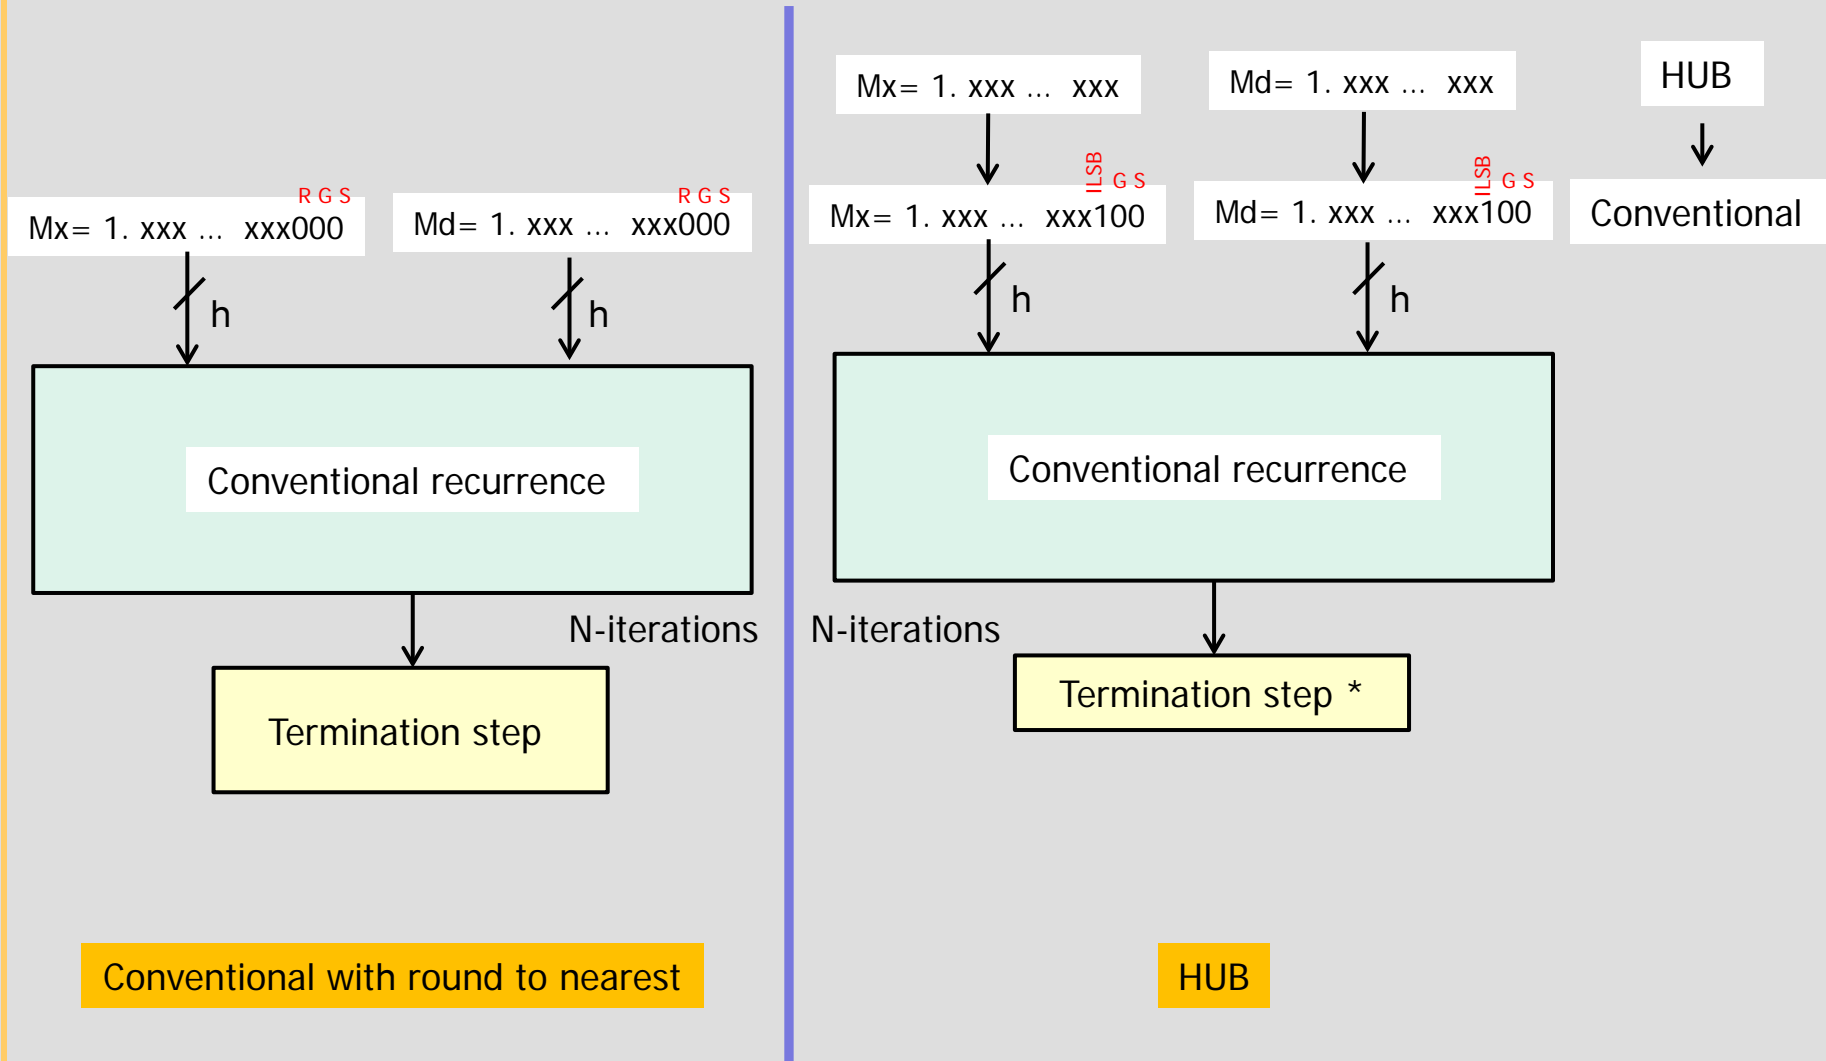 R G S
Mx= 1. xxx ... xxx000
R G S
Md= 1. xxx ... xxx000
h
h
Conventional recurrence
N-iterations
Termination step
Conventional with round to nearest
Mx= 1. xxx ... xxx
Md= 1. xxx ... xxx
HUB
ILSB G S
Mx= 1. xxx ... xxx100
ILSB G S
Md= 1. xxx ... xxx100
Conventional
h
h
Conventional recurrence
N-iterations
Termination step *
HUB